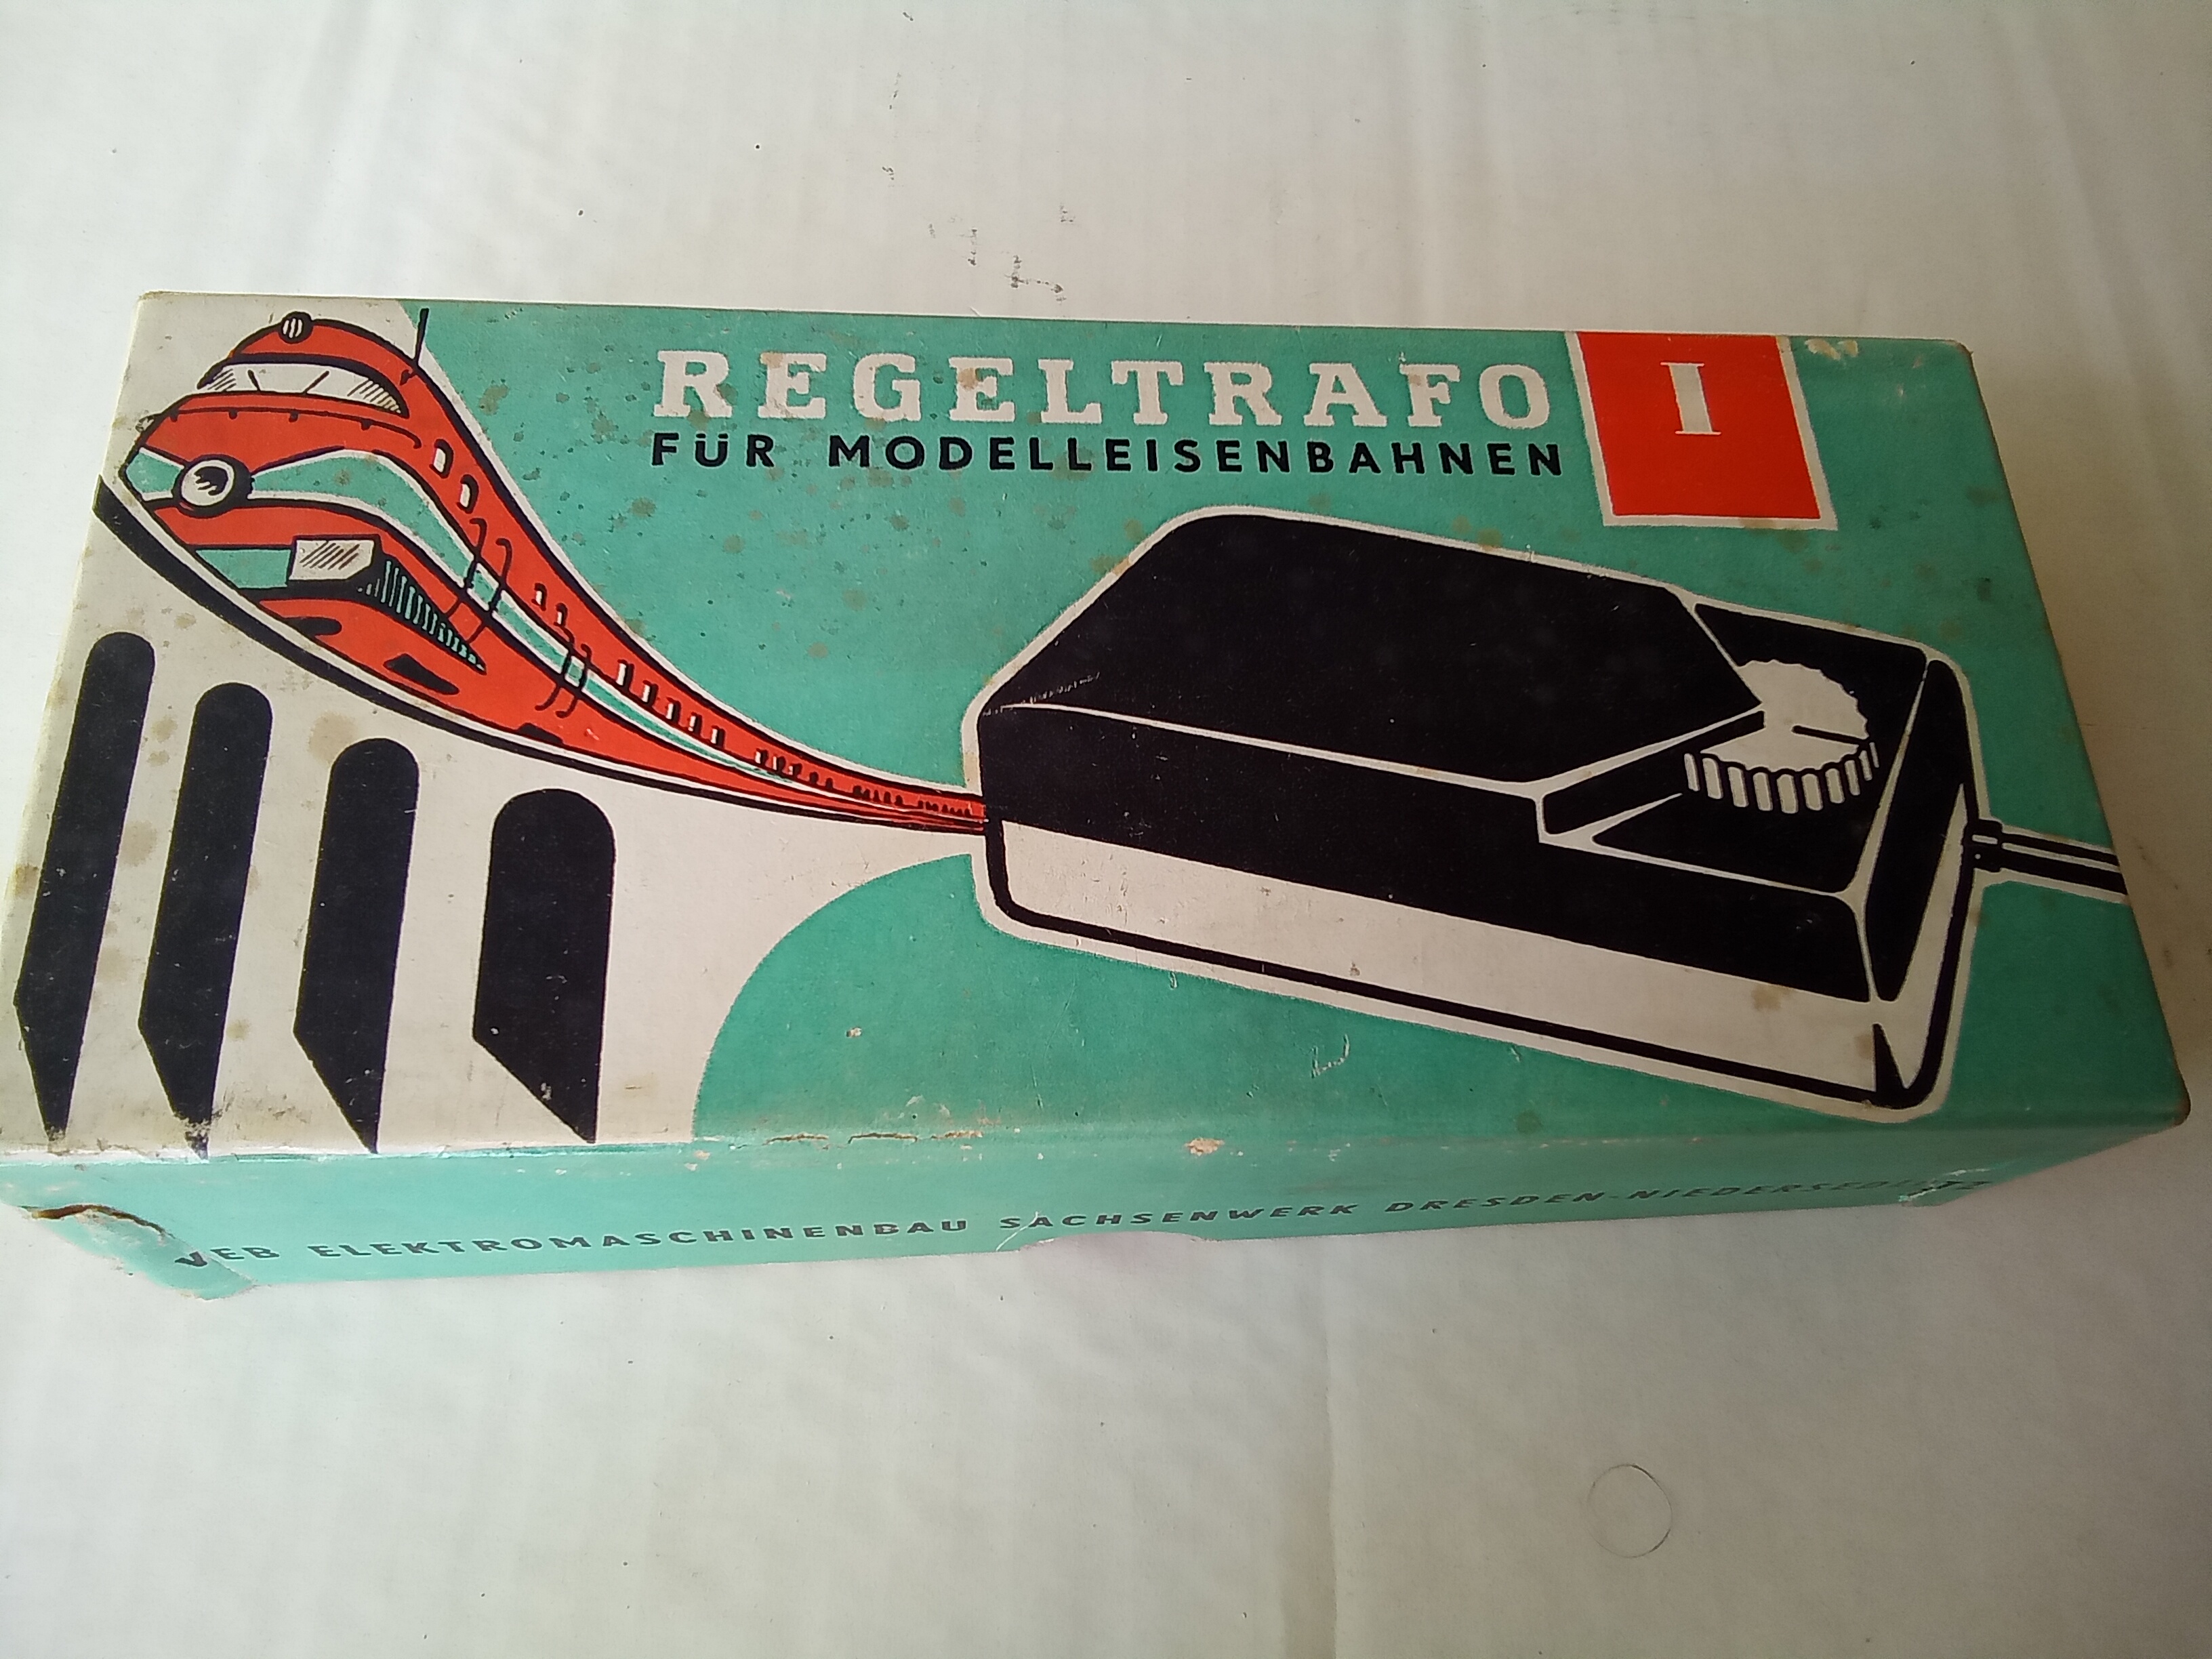 REGELTRAFO I
FÜR MODELLEISENBAHNEN
VEB ELEKTROMASCHINENBAU SACHSENWERK DRESDEN-NIEDERSEDLITZ